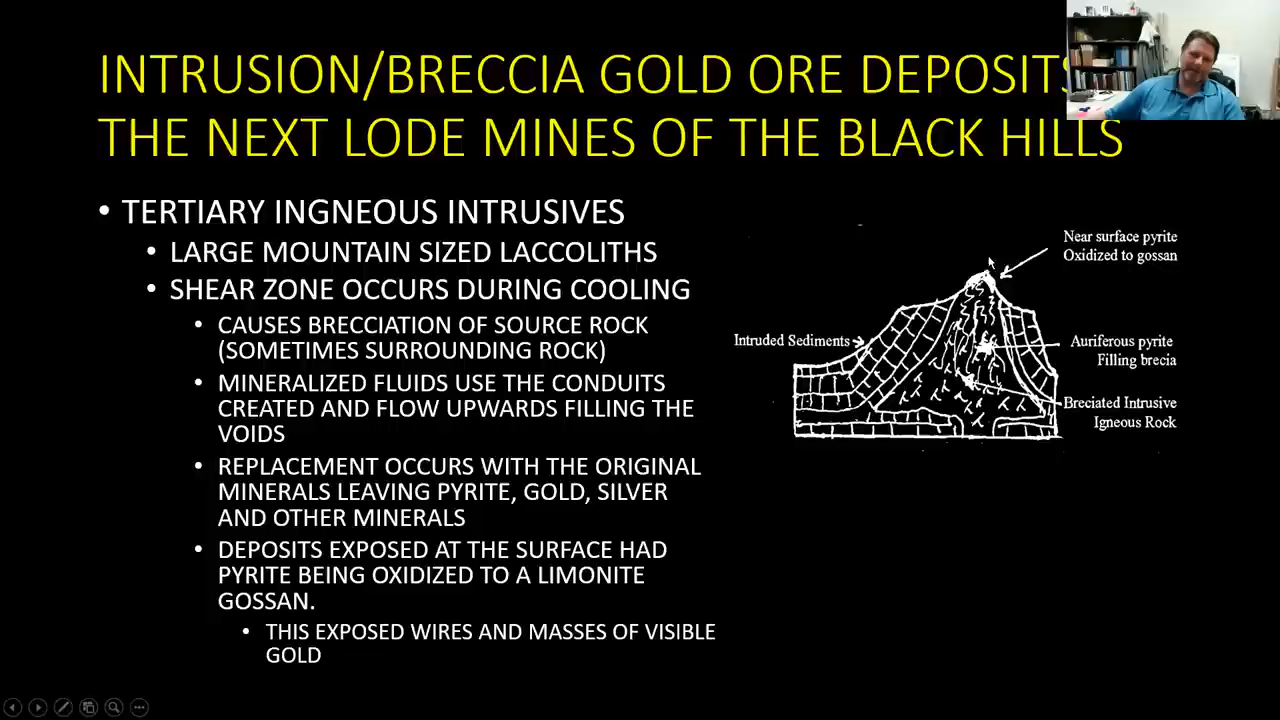 INTRUSION/BRECCIA GOLD ORE DEPOSITS
THE NEXT LODE MINES OF THE BLACK HILLS
• TERTIARY INGNEOUS INTRUSIVES
• LARGE MOUNTAIN SIZED LACCOLITHS
• SHEAR ZONE OCCURS DURING COOLING
• CAUSES BRECCIATION OF SOURCE ROCK
(SOMETIMES SURROUNDING ROCK)
• MINERALIZED FLUIDS USE THE CONDUITS
CREATED AND FLOW UPWARDS FILLING THE
VOIDS
• REPLACEMENT OCCURS WITH THE ORIGINAL
MINERALS LEAVING PYRITE, GOLD, SILVER
AND OTHER MINERALS
• DEPOSITS EXPOSED AT THE SURFACE HAD
PYRITE BEING OXIDIZED TO A LIMONITE
GOSSAN.
• THIS EXPOSED WIRES AND MASSES OF VISIBLE
GOLD
Near surface pyrite
Oxidized to gossan
Intruded Sediments
Auriferous pyrite
Filling brecia
Breciated Intrusive
Igneous Rock